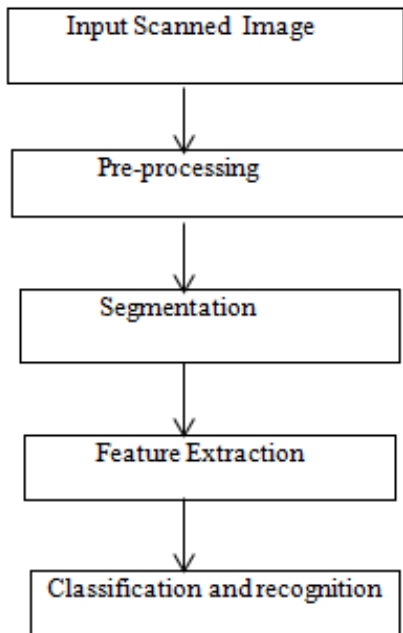 Input Scanned Image
Pre-processing
Segmentation
Feature Extraction
Classification and recognition